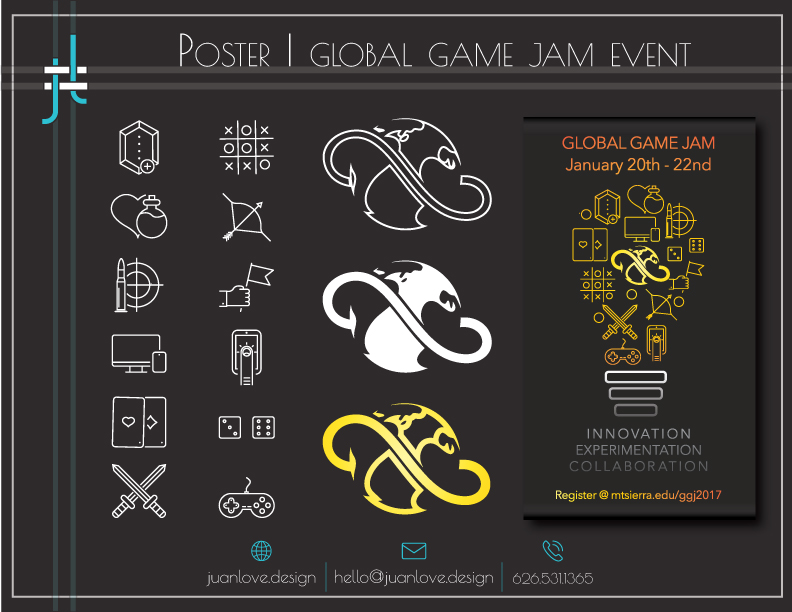 jl
POSTER | GLOBAL GAME JAM EVENT
X O X
O O X
X X O
GLOBAL GAME JAM
January 20th - 22nd
X O X
O O X
X X O
INNOVATION
EXPERIMENTATION
COLLABORATION
Register @ mtsierra.edu/ggj2017
juanlove.design | hello@juanlove.design | 626.531.1365